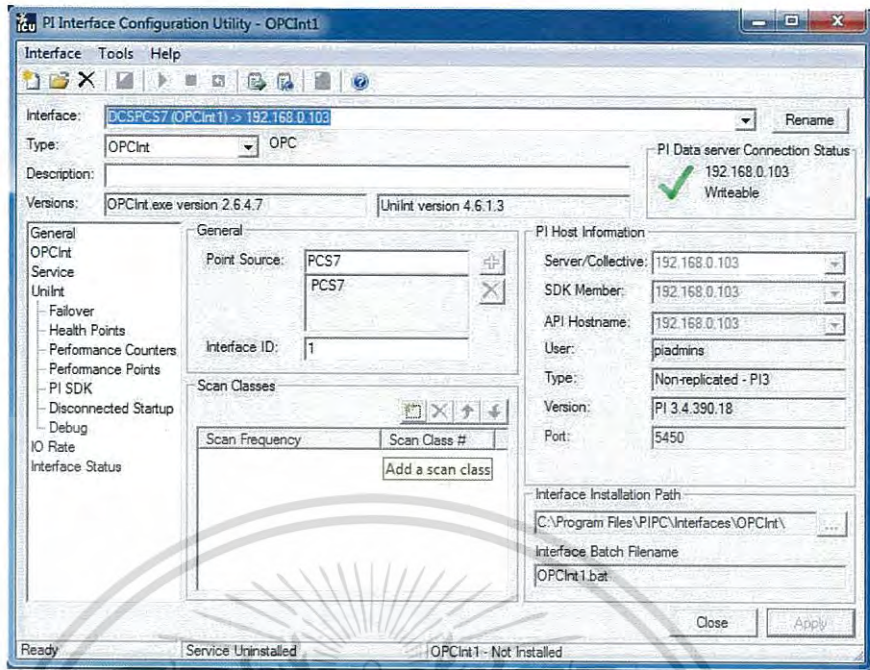 PI Interface Configuration Utility - OPCInt1
Interface Tools Help
Interface: DCSPCS7 (OPCInt1) -> 192.168.0.103 Rename
Type: OPCInt OPC
Description:
Versions: OPCInt.exe version 2.6.4.7 UniInt version 4.6.1.3
PI Data server Connection Status
192.168.0.103
Writeable
General
OPCInt
Service
UniInt
Failover
Health Points
Performance Counters
Performance Points
PI SDK
Disconnected Startup
Debug
IO Rate
Interface Status
General
Point Source: PCS7
PCS7
Interface ID: 1
Scan Classes
Scan Frequency Scan Class #
Add a scan class
PI Host Information
Server/Collective: 192.168.0.103
SDK Member: 192.168.0.103
API Hostname: 192.168.0.103
User: piadmins
Type: Non-replicated - PI3
Version: PI 3.4.390.18
Port: 5450
Interface Installation Path
C:\Program Files\PIPC\Interfaces\OPCInt\ ...
Interface Batch Filename
OPCInt1.bat
Close Apply
Ready Service Uninstalled OPCInt1 - Not Installed